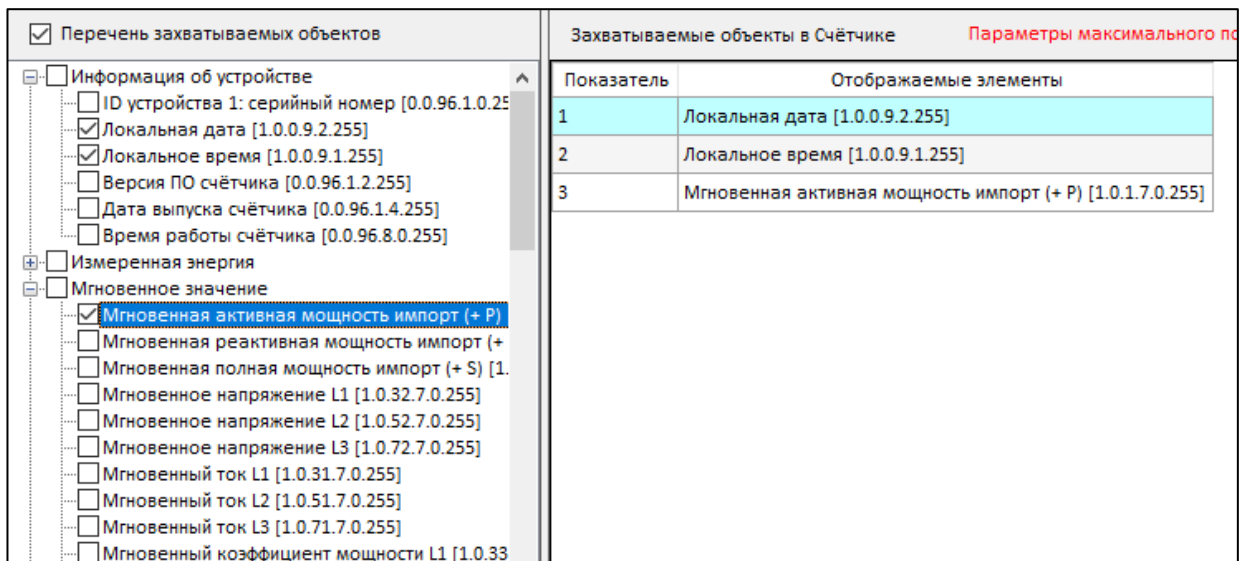 Перечень захватываемых объектов
Информация об устройстве
ID устройства 1: серийный номер [0.0.96.1.0.25
Локальная дата [1.0.0.9.2.255]
Локальное время [1.0.0.9.1.255]
Версия ПО счётчика [0.0.96.1.2.255]
Дата выпуска счётчика [0.0.96.1.4.255]
Время работы счётчика [0.0.96.8.0.255]
Измеренная энергия
Мгновенное значение
Мгновенная активная мощность импорт (+ P)
Мгновенная реактивная мощность импорт (+
Мгновенная полная мощность импорт (+ S) [1.
Мгновенное напряжение L1 [1.0.32.7.0.255]
Мгновенное напряжение L2 [1.0.52.7.0.255]
Мгновенное напряжение L3 [1.0.72.7.0.255]
Мгновенный ток L1 [1.0.31.7.0.255]
Мгновенный ток L2 [1.0.51.7.0.255]
Мгновенный ток L3 [1.0.71.7.0.255]
Мгновенный коэффициент мощности L1 [1.0.33
Захватываемые объекты в Счётчике Параметры максимального по
Показатель Отображаемые элементы
1 Локальная дата [1.0.0.9.2.255]
2 Локальное время [1.0.0.9.1.255]
3 Мгновенная активная мощность импорт (+ P) [1.0.1.7.0.255]